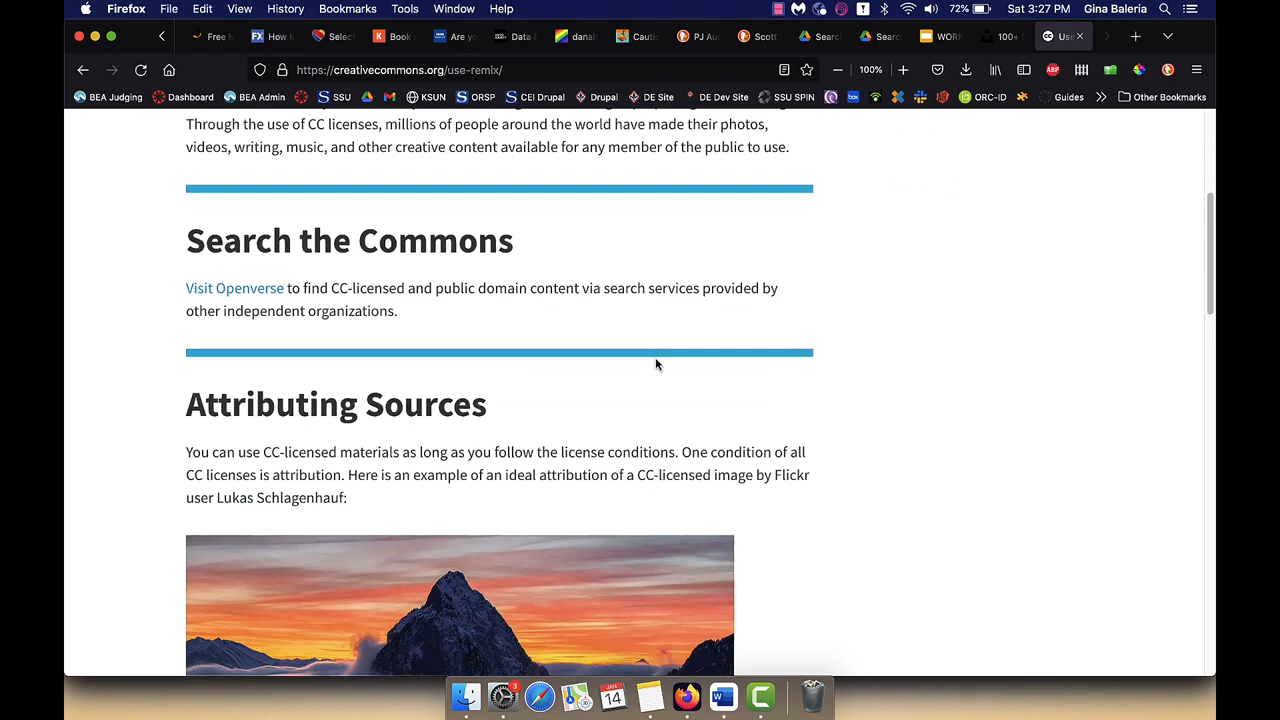 Firefox File Edit View History Bookmarks Tools Window Help 72% Sat 3:27 PM Gina Baleria
Free FX How Select K Book Are yo Data danah Cauti PJ Au Scott Searc Searc WORK 100+ Use
https://creativecommons.org/use-remix/ 100% ABP
BEA Judging Dashboard BEA Admin SSU KSUN ORSP CEI Drupal Drupal DE Site DE Dev Site SSU SPIN box ORC-ID Guides Other Bookmarks
Through the use of CC licenses, millions of people around the world have made their photos,
videos, writing, music, and other creative content available for any member of the public to use.
Search the Commons
Visit Openverse to find CC-licensed and public domain content via search services provided by
other independent organizations.
Attributing Sources
You can use CC-licensed materials as long as you follow the license conditions. One condition of all
CC licenses is attribution. Here is an example of an ideal attribution of a CC-licensed image by Flickr
user Lukas Schlagenhauf:
3
JAN
14